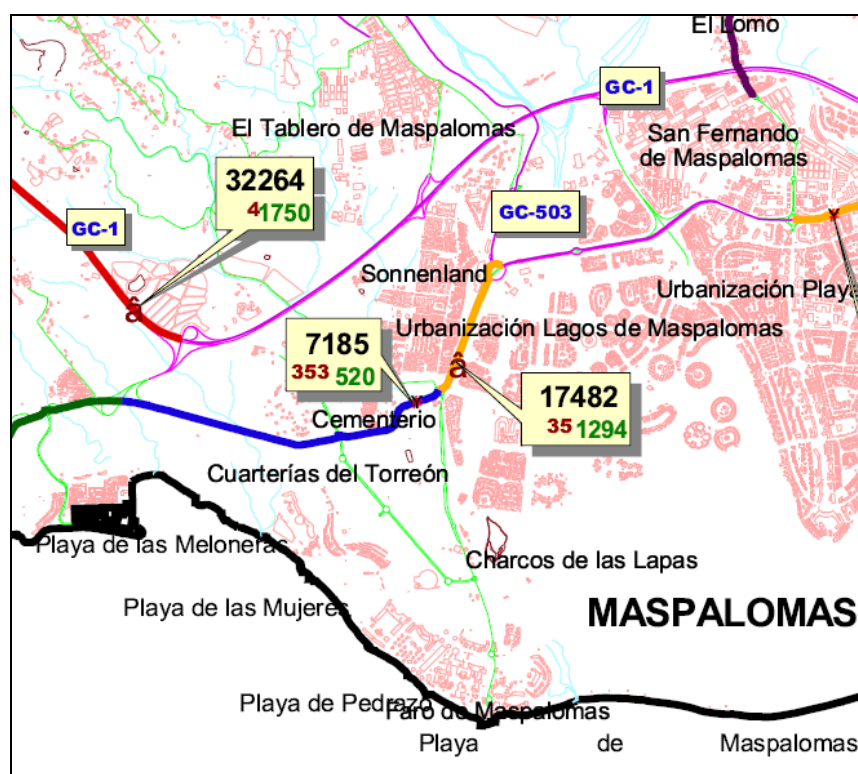 El Lomo
GC-1
El Tablero de Maspalomas
San Fernando
de Maspalomas
32264
4 1750
GC-1
GC-503
Sonnenland
Urbanización Playa
Urbanización Lagos de Maspalomas
7185
353 520
17482
35 1294
Cementerio
Cuarterías del Torreón
Playa de las Meloneras
Charcos de las Lapas
Playa de las Mujeres
MASPALOMAS
Playa de Pedrazo
Faro de Maspalomas
Playa de Maspalomas